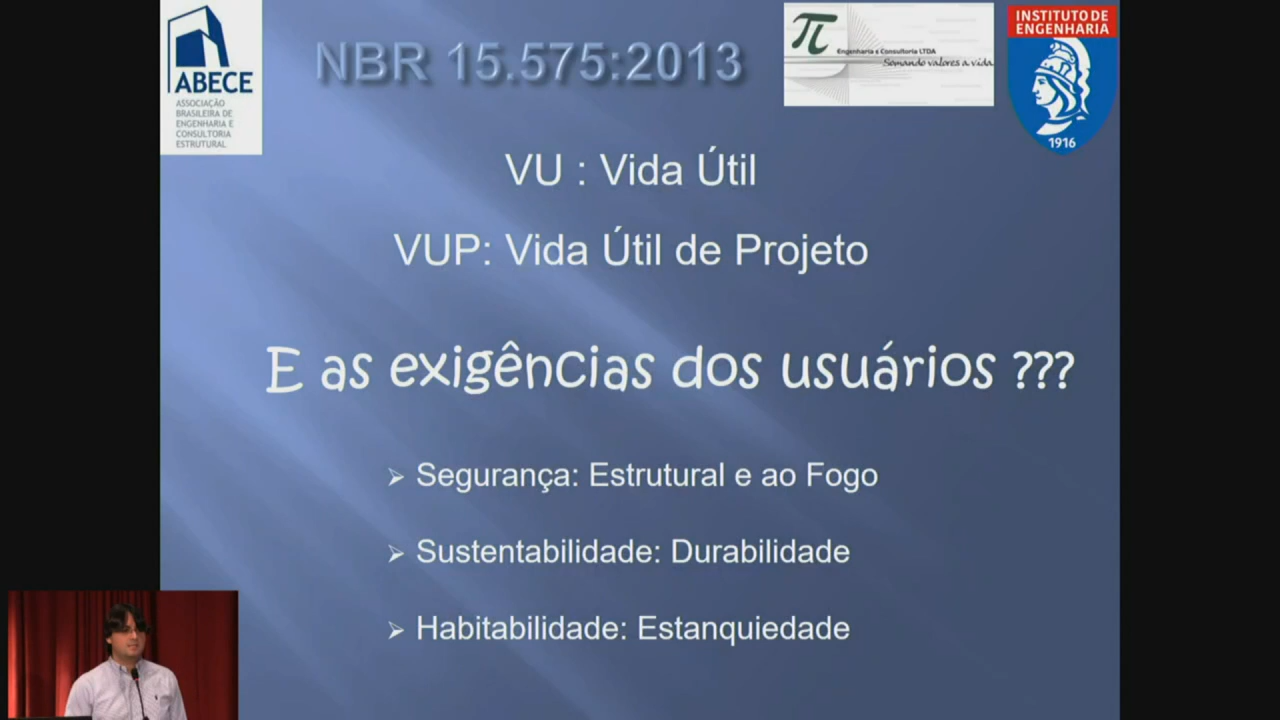 ABECE
ASSOCIAÇÃO
BRASILEIRA DE
ENGENHARIA E
CONSULTORIA
ESTRUTURAL
NBR 15.575:2013
Engenharia e Consultoria LTDA
Somando valores a vida.
INSTITUTO DE
ENGENHARIA
1916
VU : Vida Útil
VUP: Vida Útil de Projeto
E as exigências dos usuários ???
➢ Segurança: Estrutural e ao Fogo
➢ Sustentabilidade: Durabilidade
➢ Habitabilidade: Estanquiedade